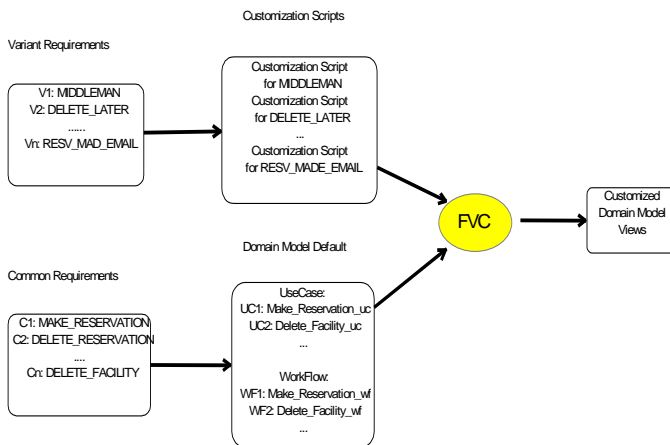 Customization Scripts
Variant Requirements
V1: MIDDLEMAN
V2: DELETE_LATER
......
Vn: RESV_MAD_EMAIL
Customization Script
for MIDDLEMAN
Customization Script
for DELETE_LATER
...
Customization Script
for RESV_MADE_EMAIL
FVC
Customized
Domain Model
Views
Domain Model Default
Common Requirements
C1: MAKE_RESERVATION
C2: DELETE_RESERVATION
....
Cn: DELETE_FACILITY
UseCase:
UC1: Make_Reservation_uc
UC2: Delete_Facility_uc
...
WorkFlow:
WF1: Make_Reservation_wf
WF2: Delete_Facility_wf
...